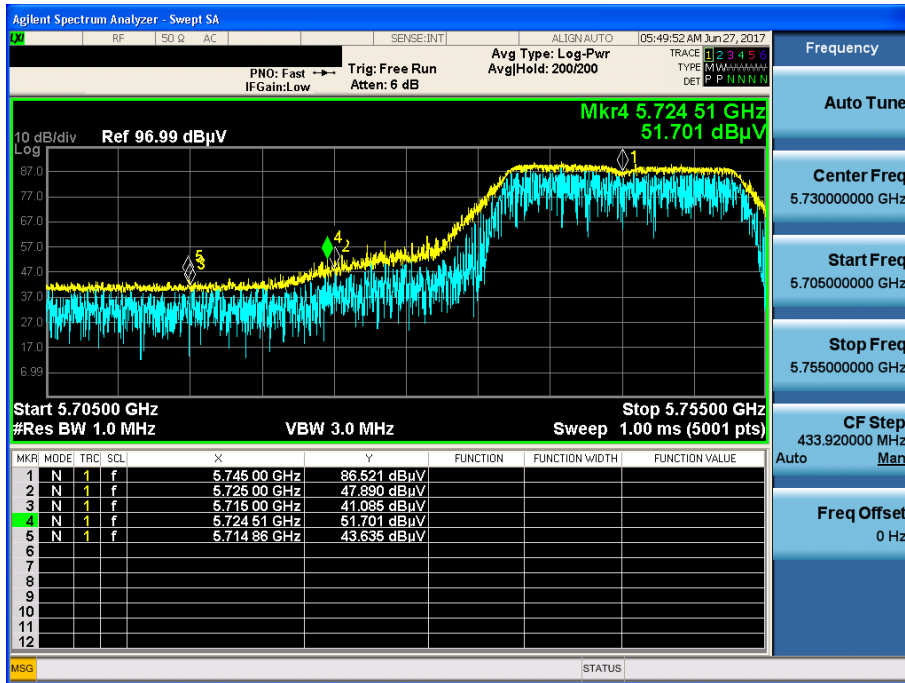 Agilent Spectrum Analyzer - Swept SA
LXI RF 50 Ω AC SENSE:INT ALIGN AUTO 05:49:52 AM Jun 27, 2017
PNO: Fast Trig: Free Run Avg Type: Log-Pwr TRACE 1 2 3 4 5 6
IFGain:Low Atten: 6 dB Avg|Hold: 200/200 TYPE M W W W W W
DET P P N N N N
Mkr4 5.724 51 GHz
51.701 dBµV
10 dB/div Ref 96.99 dBµV
Log
87.0
77.0
67.0
57.0
47.0
37.0
27.0
17.0
6.99
1
4
2
5
3
Start 5.70500 GHz Stop 5.75500 GHz
#Res BW 1.0 MHz VBW 3.0 MHz Sweep 1.00 ms (5001 pts)
MKR MODE TRC SCL X Y FUNCTION FUNCTION WIDTH FUNCTION VALUE
1 N 1 f 5.745 00 GHz 86.521 dBµV
2 N 1 f 5.725 00 GHz 47.890 dBµV
3 N 1 f 5.715 00 GHz 41.085 dBµV
4 N 1 f 5.724 51 GHz 51.701 dBµV
5 N 1 f 5.714 86 GHz 43.635 dBµV
6
7
8
9
10
11
12
MSG STATUS
Frequency
Auto Tune
Center Freq
5.730000000 GHz
Start Freq
5.705000000 GHz
Stop Freq
5.755000000 GHz
CF Step
433.920000 MHz
Auto Man
Freq Offset
0 Hz